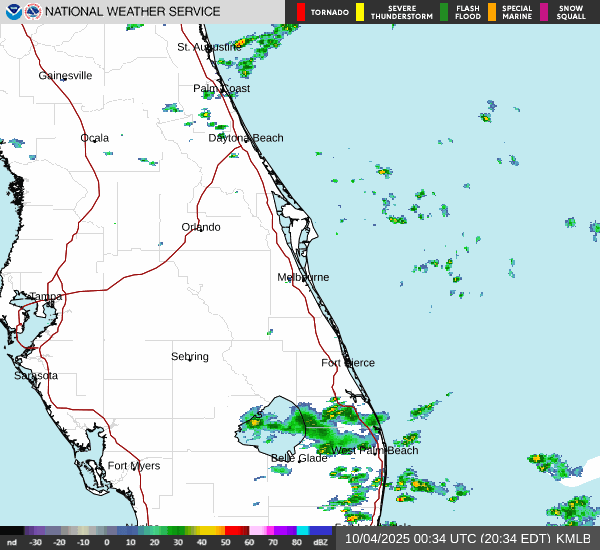 NATIONAL WEATHER SERVICE
TORNADO
SEVERE THUNDERSTORM
FLASH FLOOD
SPECIAL MARINE
SNOW SQUALL
St. Augustine
Gainesville
Palm Coast
Ocala
Daytona Beach
Orlando
Melbourne
Tampa
Sebring
Fort Pierce
Sarasota
West Palm Beach
Belle Glade
Fort Myers
nd -30 -20 -10 0 10 20 30 40 50 60 70 80 dBZ
10/04/2025 00:34 UTC (20:34 EDT) KMLB